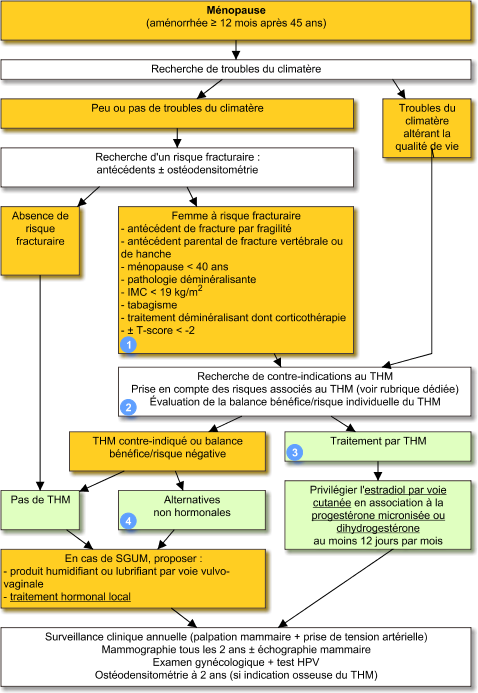 Ménopause
(aménorrhée ≥ 12 mois après 45 ans)
Recherche de troubles du climatère
Peu ou pas de troubles du climatère
Troubles du
climatère
altérant la
qualité de vie
Recherche d'un risque fracturaire :
antécédents ± ostéodensitométrie
Absence de
risque
fracturaire
Femme à risque fracturaire
- antécédent de fracture par fragilité
- antécédent parental de fracture vertébrale ou
de hanche
- ménopause < 40 ans
- pathologie déminéralisante
- IMC < 19 kg/m2
- tabagisme
- traitement déminéralisant dont corticothérapie
- ± T-score < -2
1
Recherche de contre-indications au THM
Prise en compte des risques associés au THM (voir rubrique dédiée)
Évaluation de la balance bénéfice/risque individuelle du THM
2
THM contre-indiqué ou balance
bénéfice/risque négative
Traitement par THM
3
Pas de THM
Alternatives
non hormonales
4
Privilégier l'estradiol par voie
cutanée en association à la
progestérone micronisée ou
dihydrogestérone
au moins 12 jours par mois
En cas de SGUM, proposer :
- produit humidifiant ou lubrifiant par voie vulvo-
vaginale
- traitement hormonal local
Surveillance clinique annuelle (palpation mammaire + prise de tension artérielle)
Mammographie tous les 2 ans ± échographie mammaire
Examen gynécologique + test HPV
Ostéodensitométrie à 2 ans (si indication osseuse du THM)